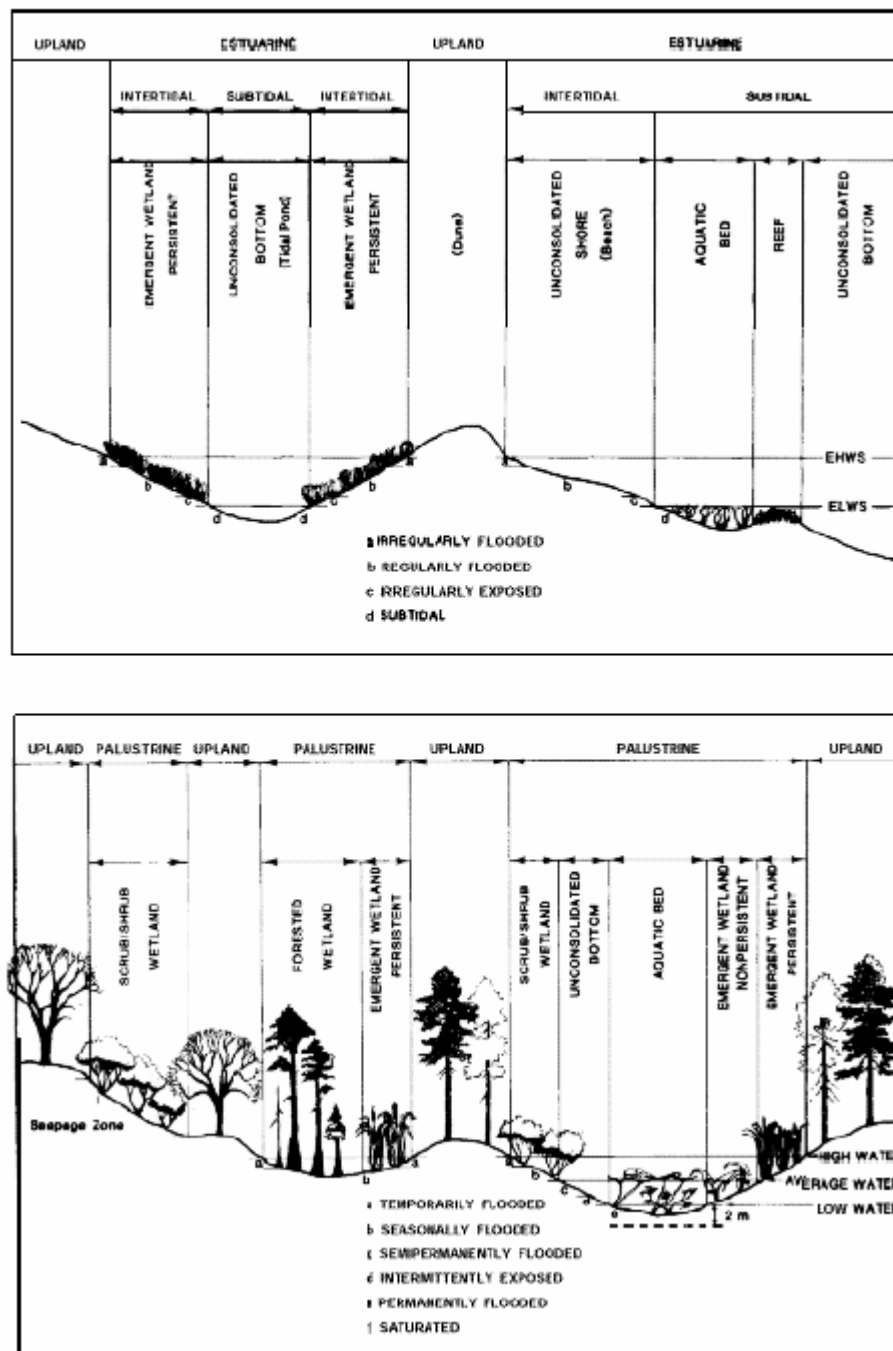 UPLAND ESTUARINE UPLAND ESTUARINE
INTERTIDAL SUBTIDAL INTERTIDAL INTERTIDAL SUBTIDAL
EMERGENT WETLAND
PERSISTENT
UNCONSOLIDATED
BOTTOM
(Tidal Pond)
EMERGENT WETLAND
PERSISTENT
(Dune)
UNCONSOLIDATED
SHORE
(Beach)
AQUATIC
BED
REEF
UNCONSOLIDATED
BOTTOM
EHWS
ELWS
a b c d d c b a
a b c d
a IRREGULARLY FLOODED
b REGULARLY FLOODED
c IRREGULARLY EXPOSED
d SUBTIDAL
UPLAND PALUSTRINE UPLAND PALUSTRINE UPLAND PALUSTRINE UPLAND
SCRUB/SHRUB
WETLAND
FORESTED
WETLAND
EMERGENT WETLAND
PERSISTENT
SCRUB/SHRUB
WETLAND
UNCONSOLIDATED
BOTTOM
AQUATIC BED
EMERGENT WETLAND
NONPERSISTENT
EMERGENT WETLAND
PERSISTENT
Seepage Zone
a b a
b c d e
HIGH WATE
AVERAGE WATE
LOW WATE
2 m
a TEMPORARILY FLOODED
b SEASONALLY FLOODED
c SEMIPERMANENTLY FLOODED
d INTERMITTENTLY EXPOSED
e PERMANENTLY FLOODED
f SATURATED